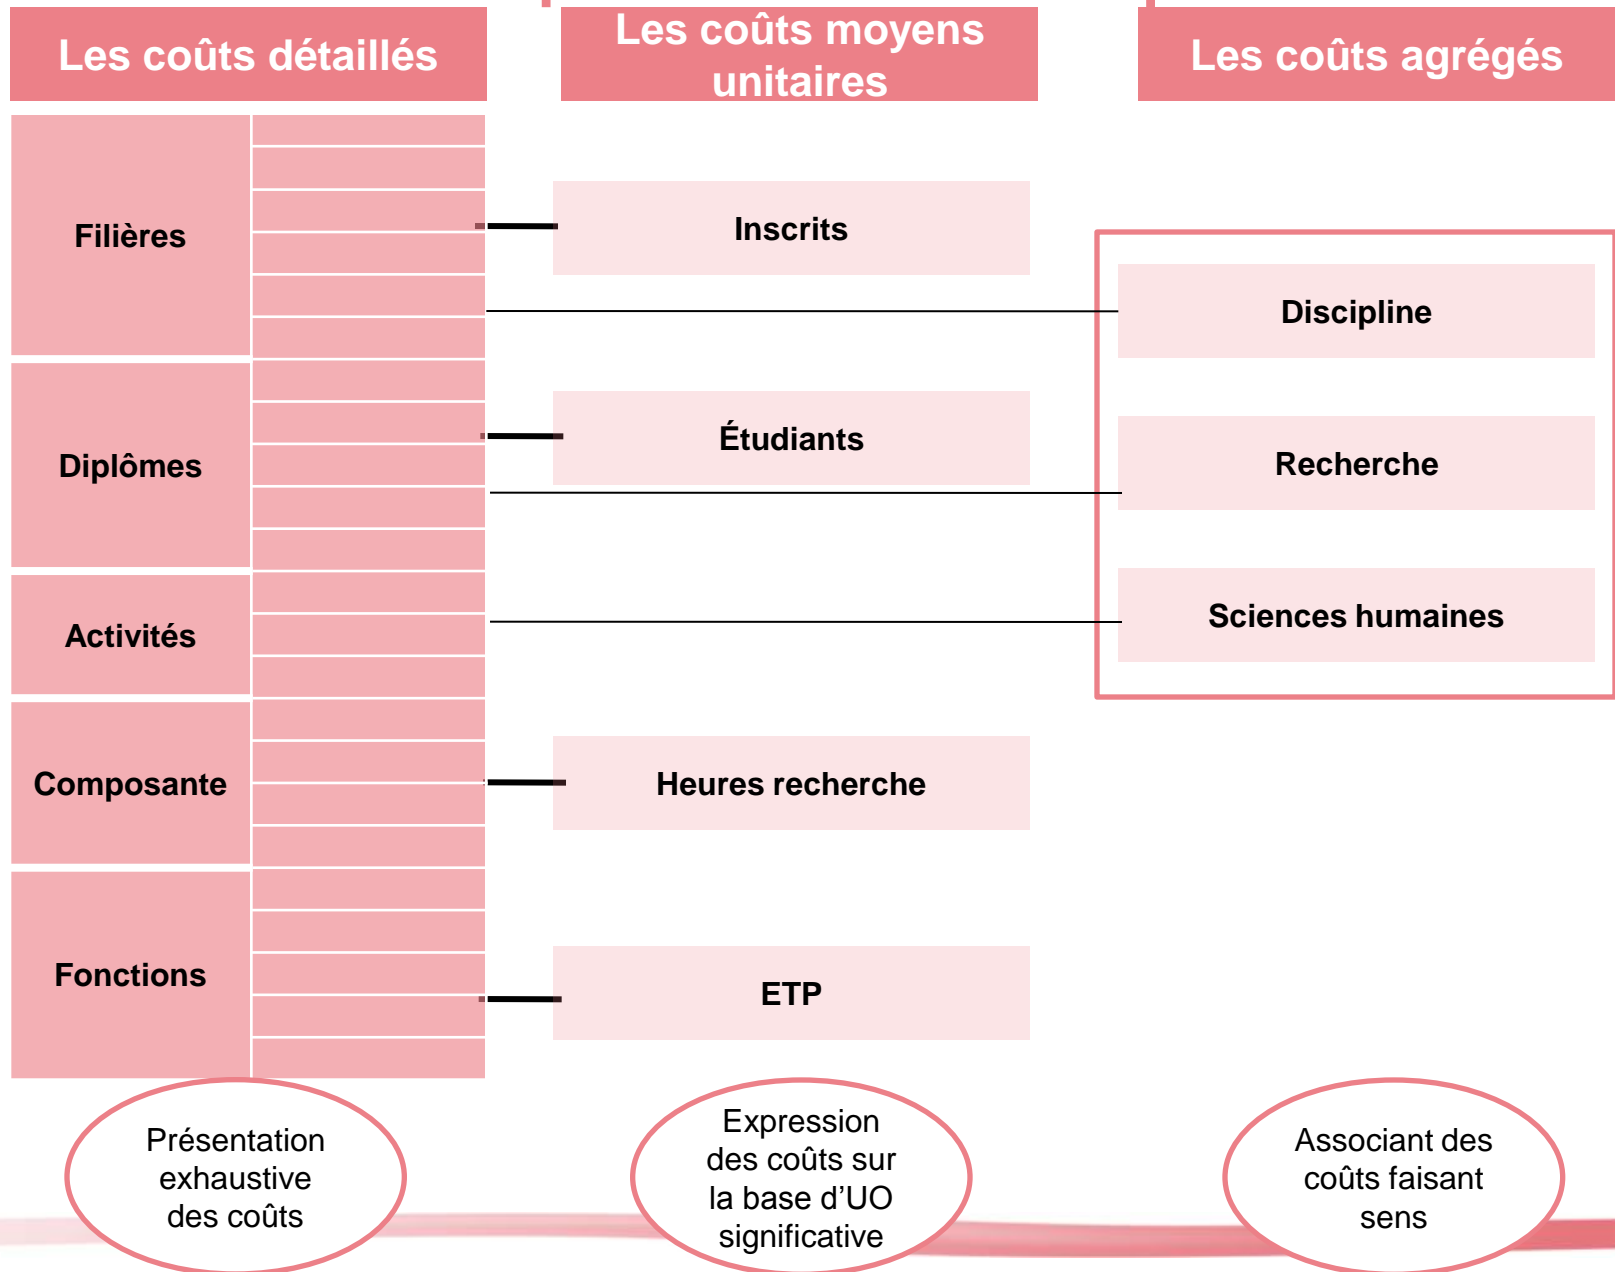 Les coûts détaillés
Les coûts moyens
unitaires
Les coûts agrégés
Filières
Diplômes
Activités
Composante
Fonctions
Inscrits
Étudiants
Heures recherche
ETP
Discipline
Recherche
Sciences humaines
Présentation
exhaustive
des coûts
Expression
des coûts sur
la base d’UO
significative
Associant des
coûts faisant
sens